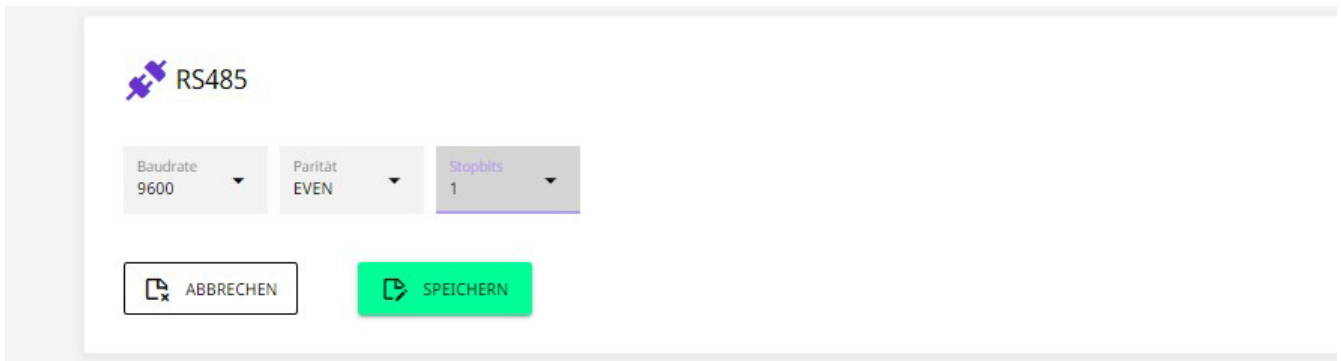 RS485
Baudrate Parität Stopbits
9600 EVEN 1
ABBRECHEN SPEICHERN